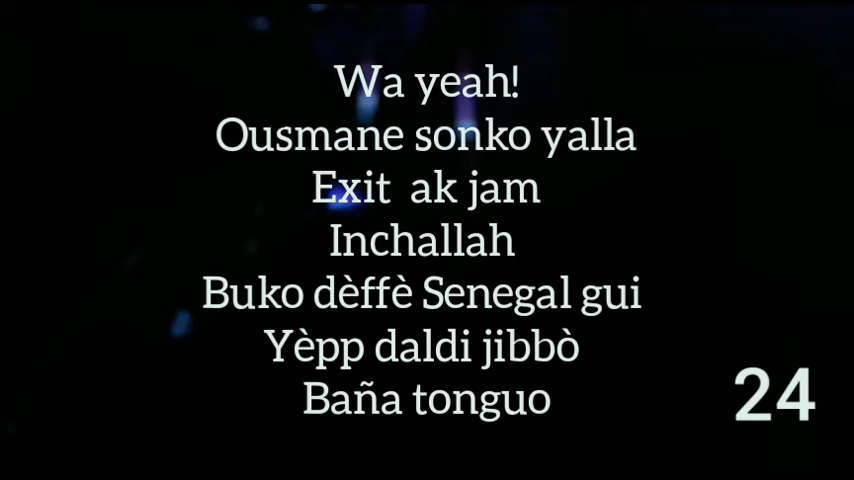 Wa yeah!
Ousmane sonko yalla
Exit ak jam
Inchallah
Buko dèffè Senegal gui
Yèpp daldi jibbò
Baña tonguo
24